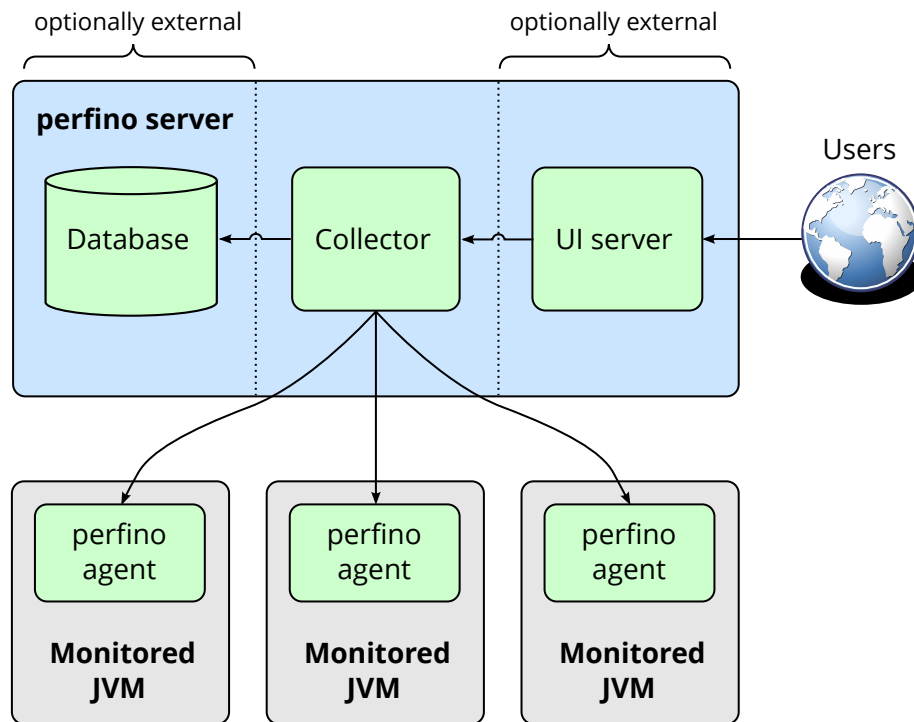 optionally external
optionally external
perfino server
Users
Database
Collector
UI server
perfino
agent
perfino
agent
perfino
agent
Monitored
JVM
Monitored
JVM
Monitored
JVM